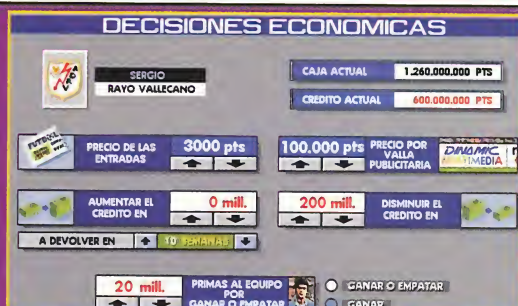 DECISIONES ECONOMICAS
SERGIO
RAYO VALLECANO
CAJA ACTUAL 1.260.000.000 PTS
CREDITO ACTUAL 600.000.000 PTS
FUTBOL
PRECIO DE LAS
ENTRADAS
3000 pts
100.000 pts
PRECIO POR
VALLA
PUBLICITARIA
DINAMIC
MULTIMEDIA
AUMENTAR EL
CREDITO EN
0 mill.
200 mill.
DISMINUIR EL
CREDITO EN
A DEVOLVER EN 10 SEMANAS
20 mill.
PRIMAS AL EQUIPO
POR
GANAR O EMPATAR
GANAR O EMPATAR
GANAR